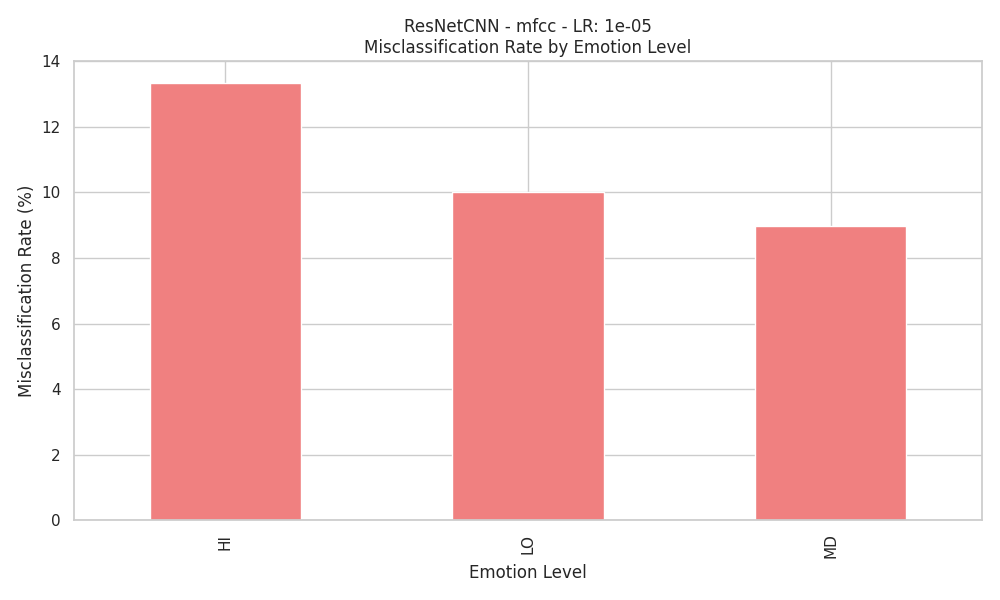 ResNetCNN - mfcc - LR: 1e-05
Misclassification Rate by Emotion Level
Misclassification Rate (%)
14
12
10
8
6
4
2
0
HI
LO
MD
Emotion Level